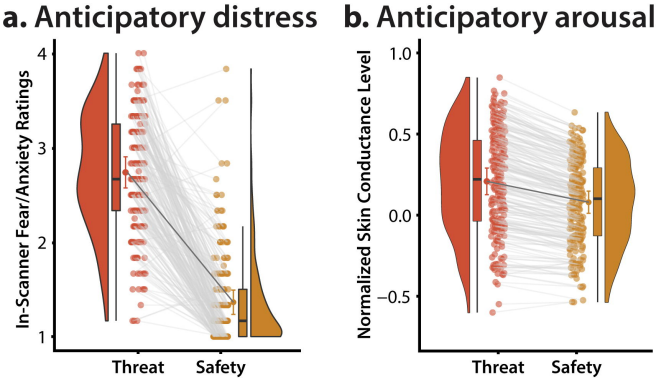 a. Anticipatory distress
In-Scanner Fear/Anxiety Ratings
4
3
2
1
Threat
Safety
b. Anticipatory arousal
Normalized Skin Conductance Level
1.0
0.5
0.0
−0.5
Threat
Safety